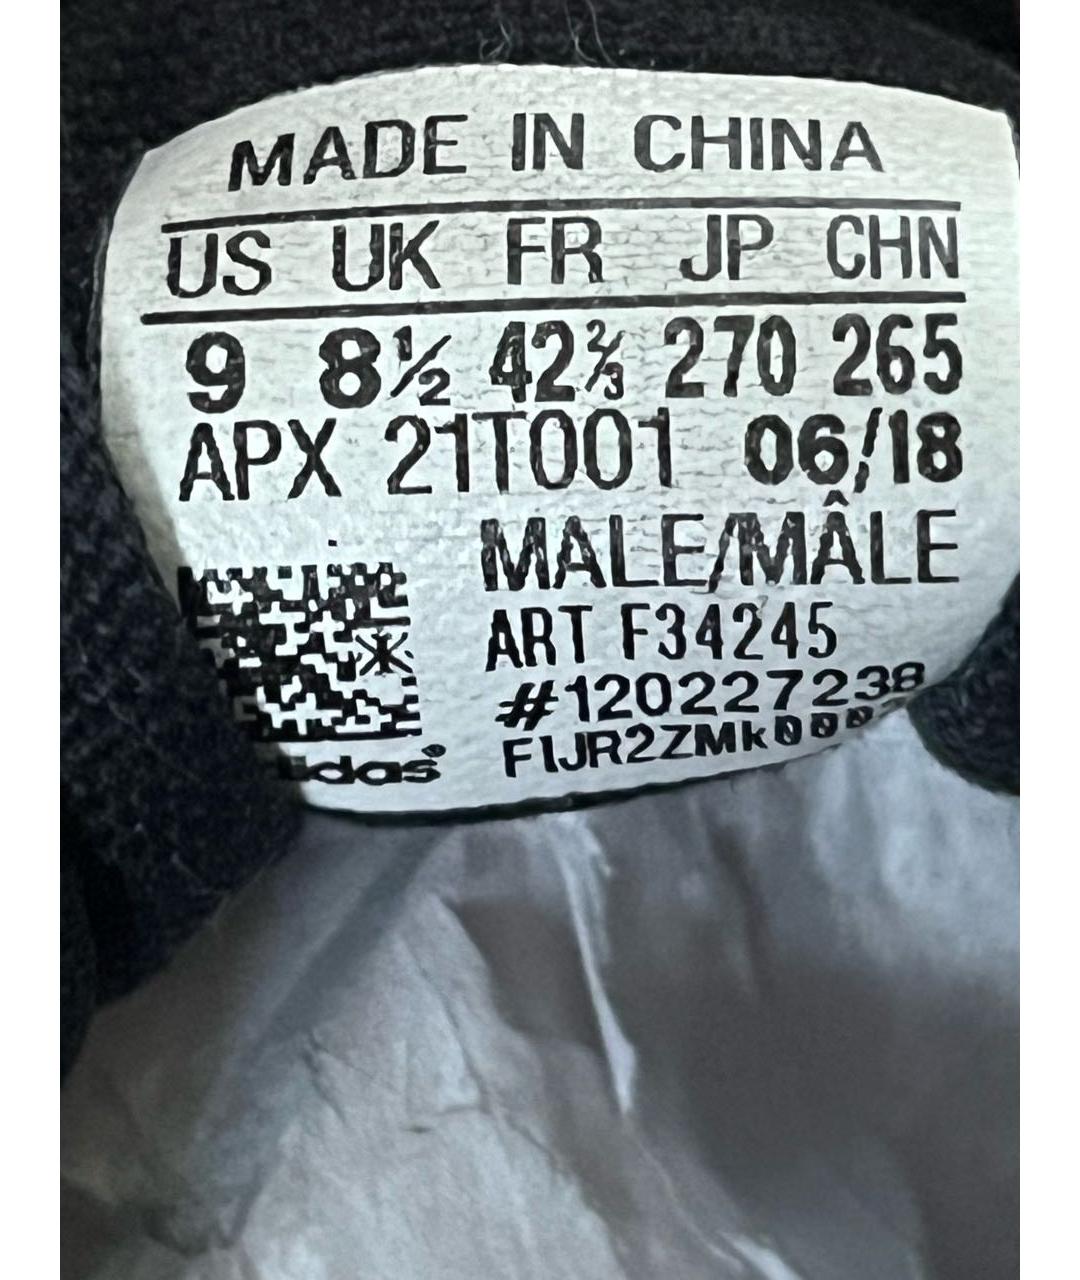 MADE IN CHINA
US UK FR JP CHN
9 8½ 42⅔ 270 265
APX 21T001 06/18
MALE/MÂLE
ART F34245
#120227238
adidas®